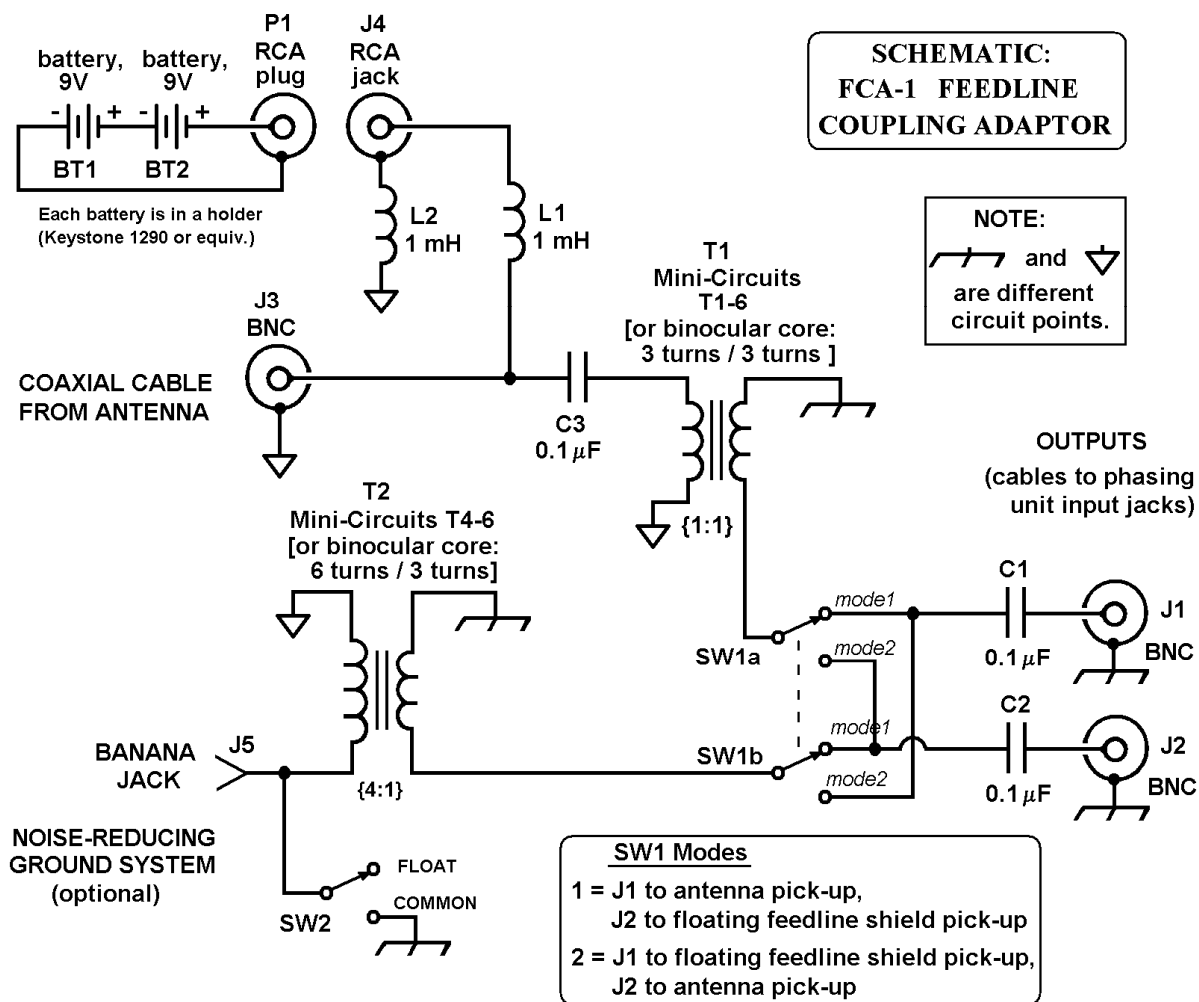 P1
RCA
plug
J4
RCA
jack
battery,
9V
battery,
9V
- +
- +
BT1
BT2
Each battery is in a holder
(Keystone 1290 or equiv.)
SCHEMATIC:
FCA-1 FEEDLINE
COUPLING ADAPTOR
L2
1 mH
L1
1 mH
NOTE:
and
are different
circuit points.
T1
Mini-Circuits
T1-6
[or binocular core:
3 turns / 3 turns ]
J3
BNC
COAXIAL CABLE
FROM ANTENNA
C3
0.1 µF
{1:1}
OUTPUTS
(cables to phasing
unit input jacks)
T2
Mini-Circuits T4-6
[or binocular core:
6 turns / 3 turns]
C1
0.1 µF
J1
BNC
mode1
SW1a
mode2
C2
0.1 µF
J2
BNC
mode1
SW1b
mode2
BANANA
JACK
J5
{4:1}
NOISE-REDUCING
GROUND SYSTEM
(optional)
FLOAT
COMMON
SW2
SW1 Modes
1 = J1 to antenna pick-up,
J2 to floating feedline shield pick-up
2 = J1 to floating feedline shield pick-up,
J2 to antenna pick-up